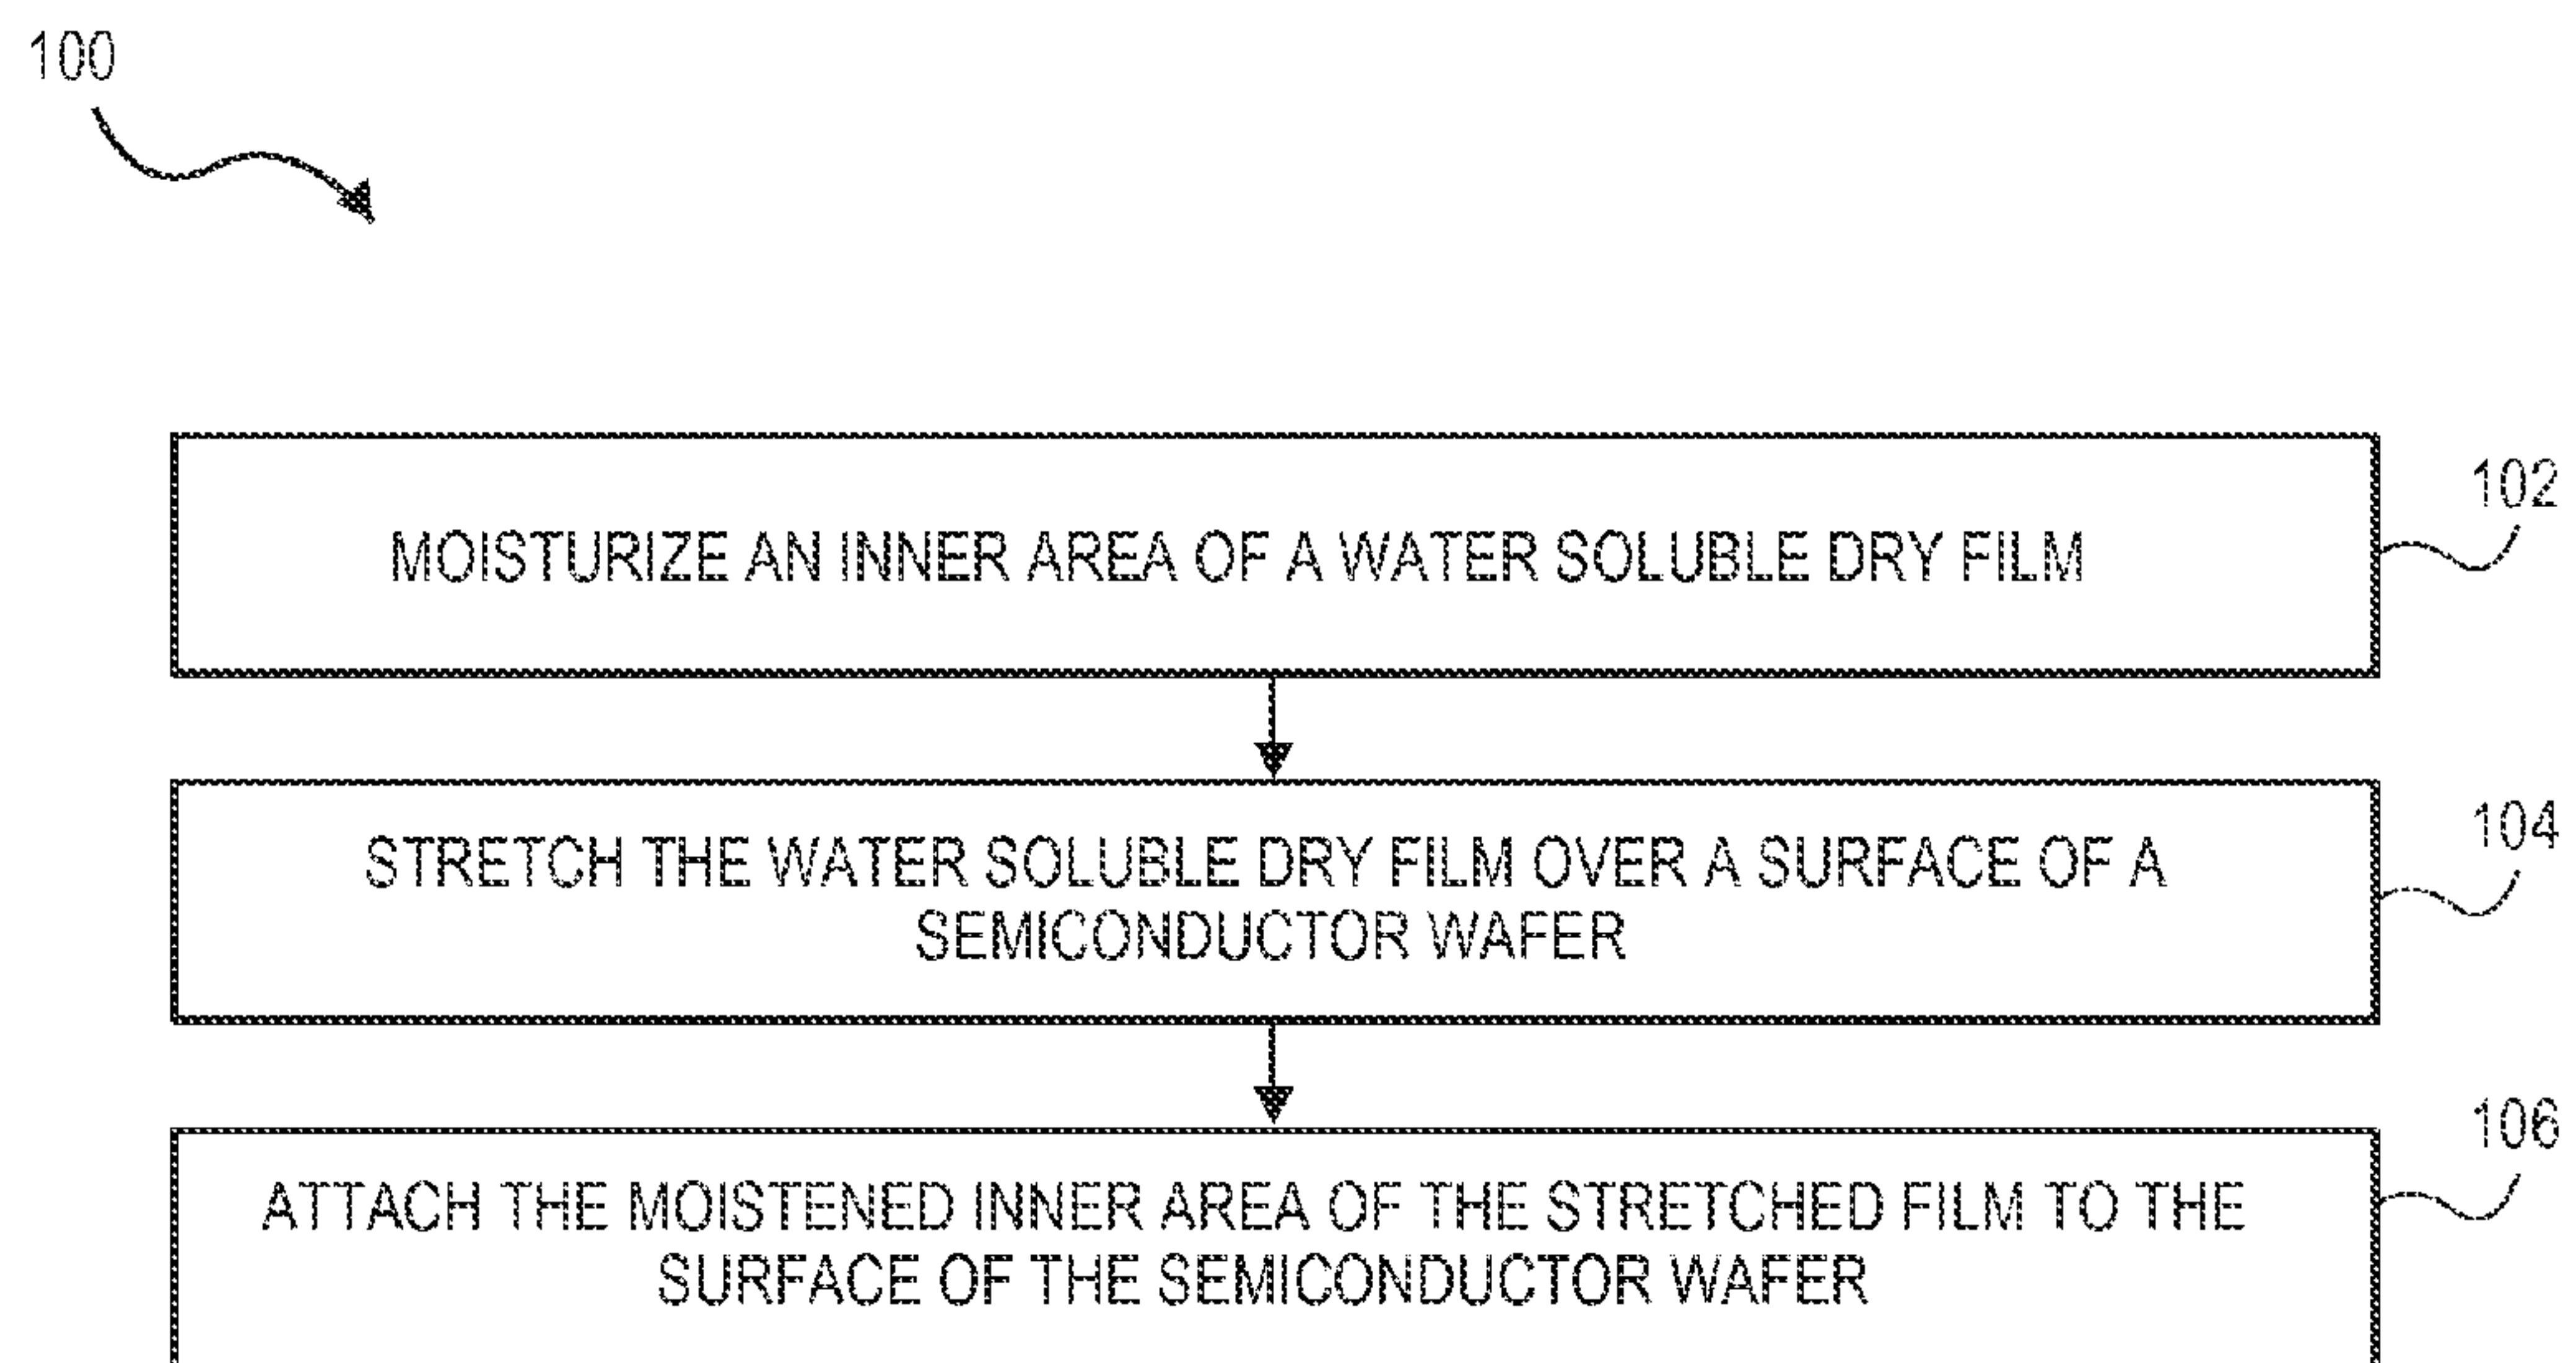 100
MOISTURIZE AN INNER AREA OF A WATER SOLUBLE DRY FILM
102
STRETCH THE WATER SOLUBLE DRY FILM OVER A SURFACE OF A
SEMICONDUCTOR WAFER
104
ATTACH THE MOISTENED INNER AREA OF THE STRETCHED FILM TO THE
SURFACE OF THE SEMICONDUCTOR WAFER
106